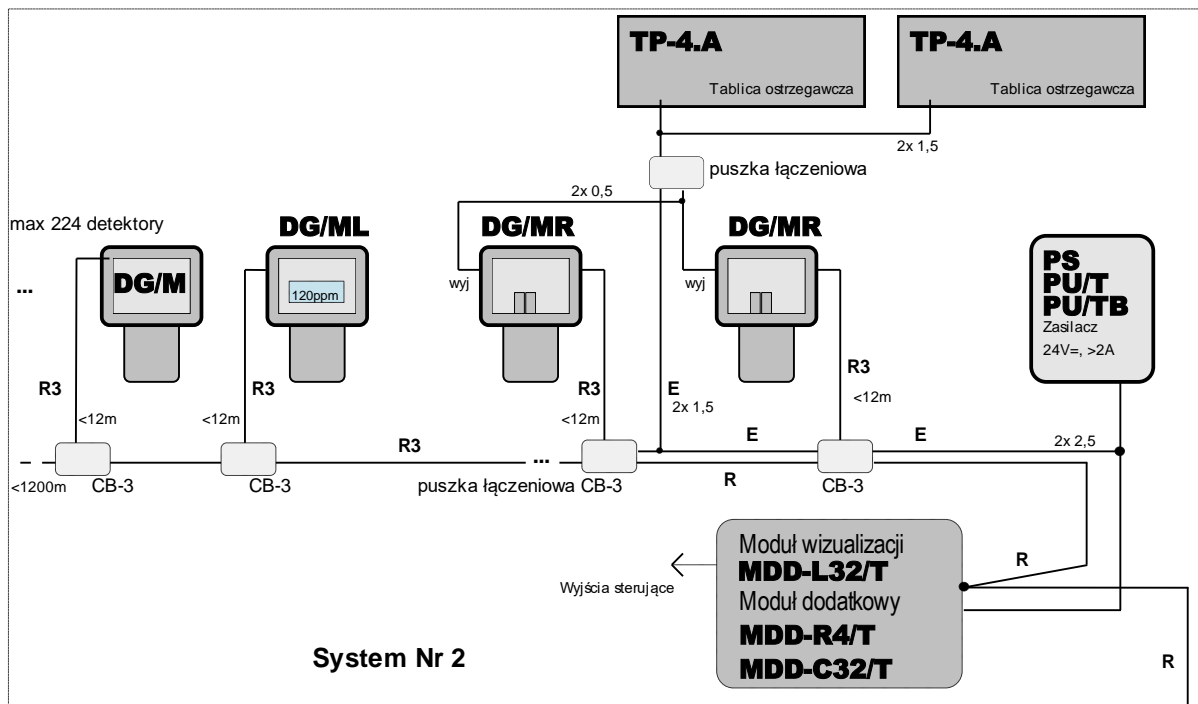 TP-4.A
Tablica ostrzegawcza
TP-4.A
Tablica ostrzegawcza
2x 1,5
puszka łączeniowa
2x 0,5
max 224 detektory
DG/ML
DG/MR
DG/MR
...
DG/M
120ppm
wyj
wyj
PS
PU/T
PU/TB
Zasilacz
24V=, >2A
R3
<12m
R3
<12m
R3
<12m
E
2x 1,5
R3
<12m
R3
...
E
E
2x 2,5
<1200m
CB-3
CB-3
puszka łączeniowa CB-3
R
CB-3
Moduł wizualizacji
MDD-L32/T
Moduł dodatkowy
MDD-R4/T
MDD-C32/T
Wyjścia sterujące
R
R
System Nr 2